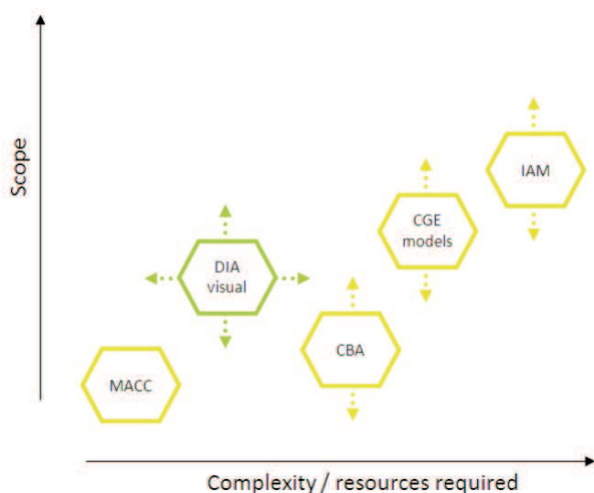 Scope
IAM
CGE
models
DIA
visual
CBA
MACC
Complexity / resources required